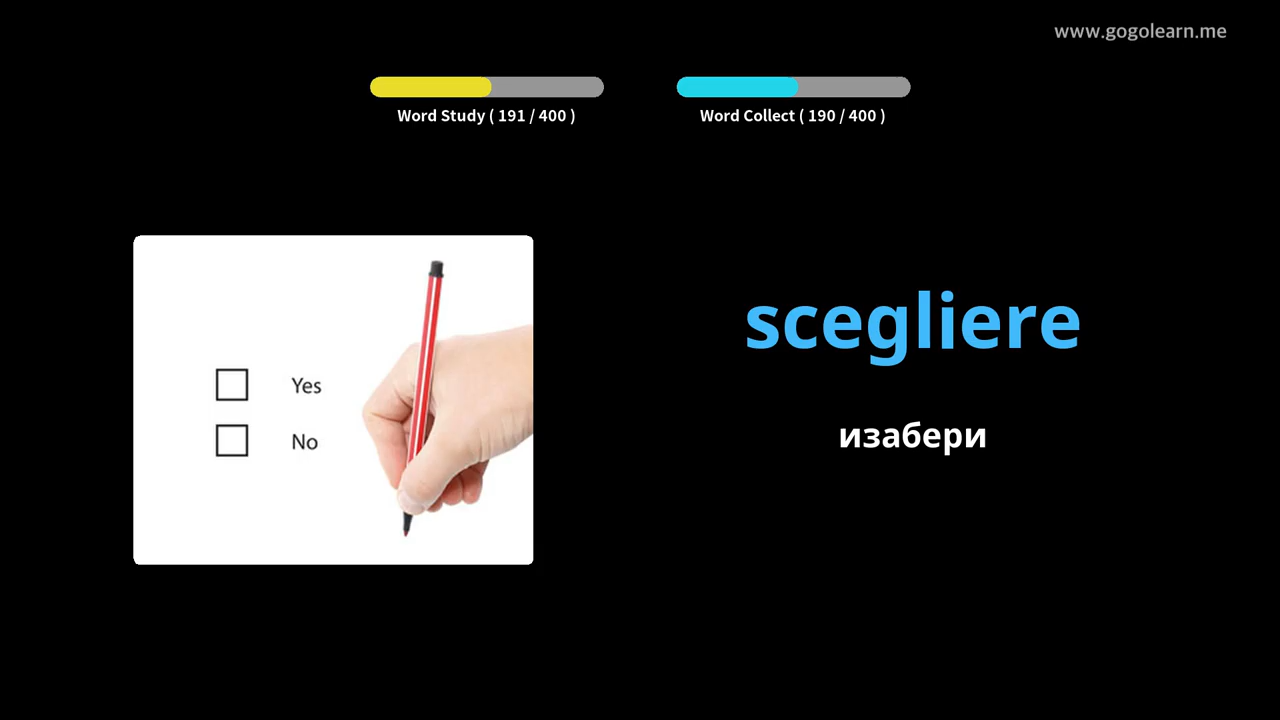 www.gogolearn.me
Word Study ( 191 / 400 )
Word Collect ( 190 / 400 )
Yes
No
scegliere
изабери